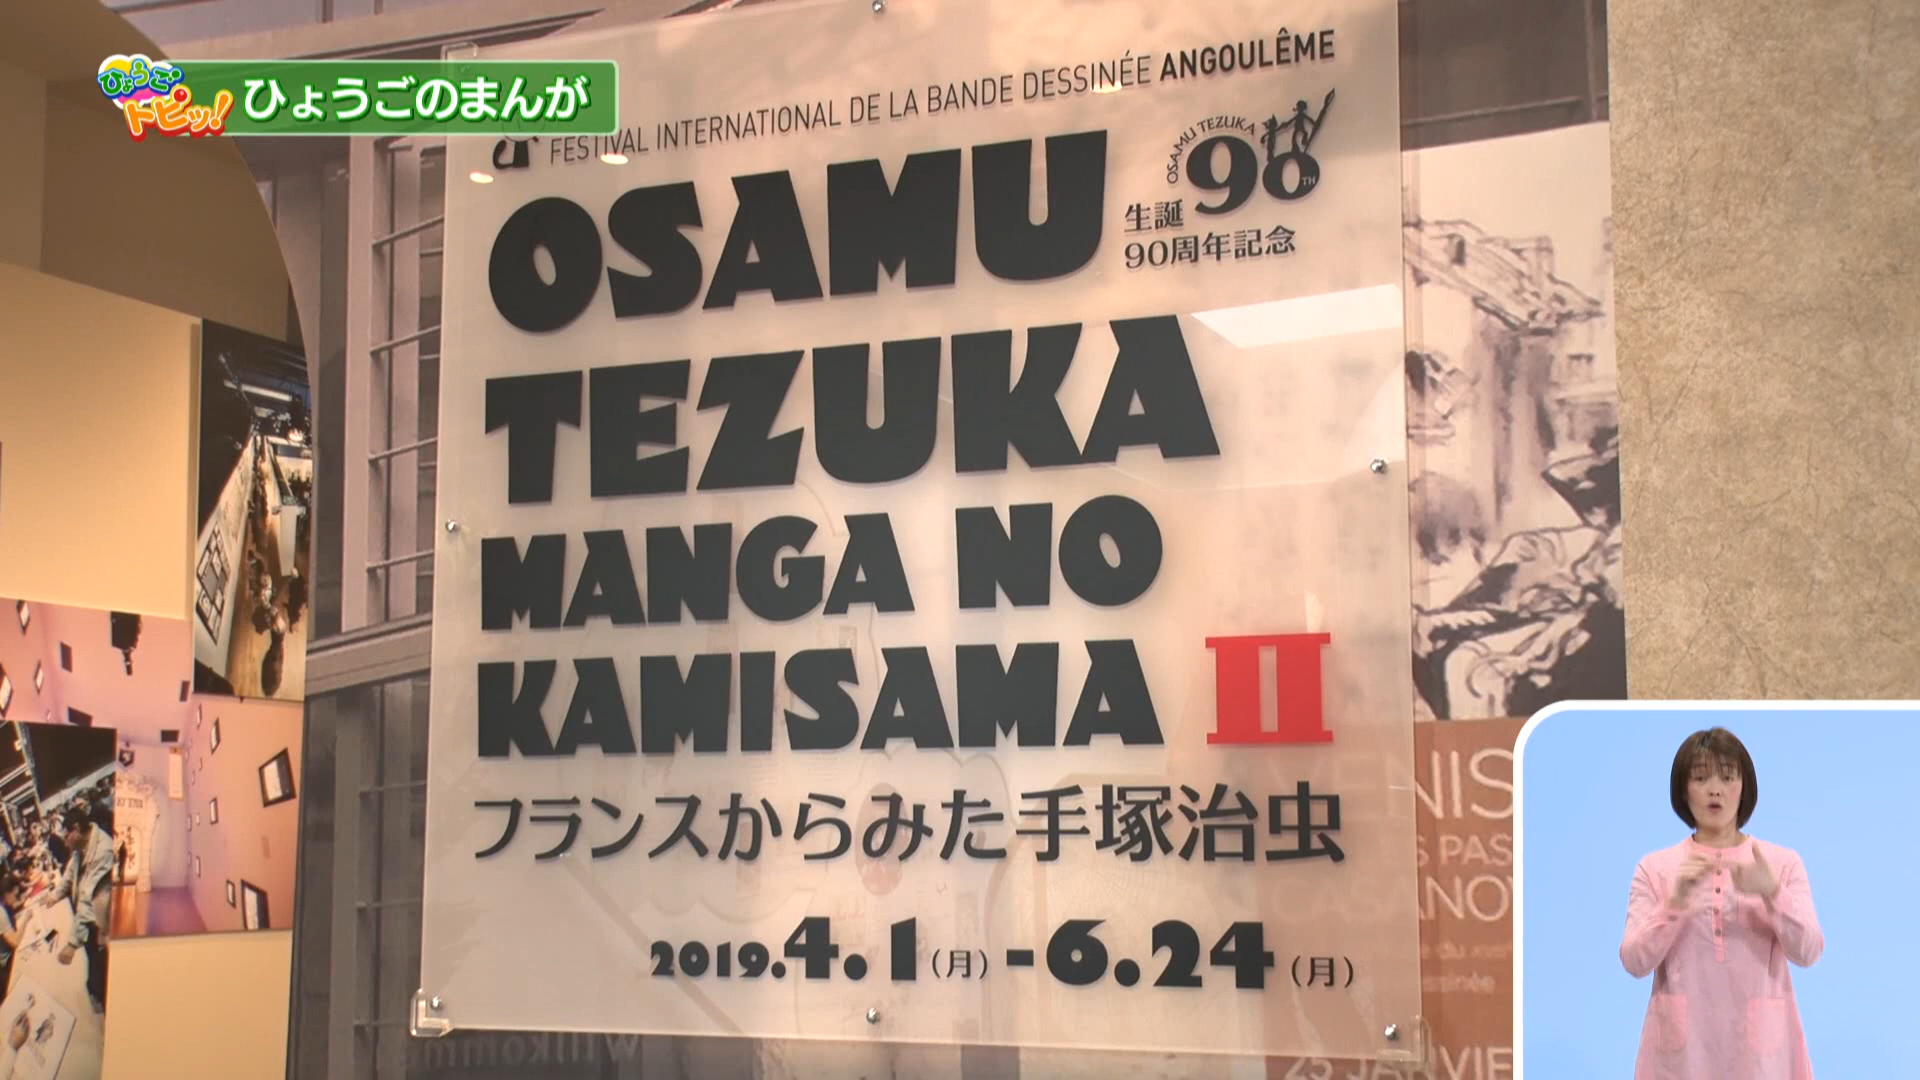 ひょうご
トピッ!
ひょうごのまんが
FESTIVAL INTERNATIONAL DE LA BANDE DESSINÉE ANGOULÊME
OSAMU TEZUKA
90TH
生誕
90周年記念
OSAMU
TEZUKA
MANGA NO
KAMISAMA II
フランスからみた手塚治虫
2019.4.1(月)-6.24(月)
25 JANVIE